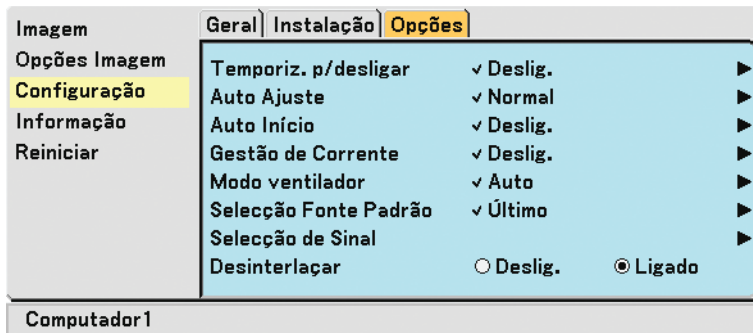 Imagem
Opções Imagem
Configuração
Informação
Reiniciar
Geral Instalação Opções
Temporiz. p/desligar Deslig.
Auto Ajuste Normal
Auto Início Deslig.
Gestão de Corrente Deslig.
Modo ventilador Auto
Selecção Fonte Padrão Último
Selecção de Sinal
Desinterlaçar Deslig. Ligado
Computador1